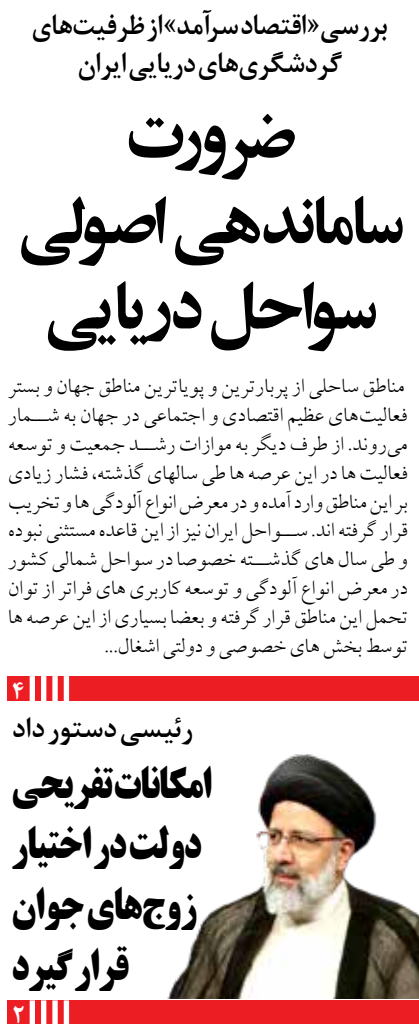 بررسی «اقتصاد سرآمد» از ظرفیت‌های
گردشگری‌های دریایی ایران
ضرورت
ساماندهی اصولی
سواحل دریایی
مناطق ساحلی از پربارترین و پویاترین مناطق جهان و بستر
فعالیت‌های عظیم اقتصادی و اجتماعی در جهان به شمار
می‌روند. از طرف دیگر به موازات رشد جمعیت و توسعه
فعالیت ها در این عرصه ها طی سالهای گذشته، فشار زیادی
بر این مناطق وارد آمده و در معرض انواع آلودگی ها و تخریب
قرار گرفته اند. سواحل ایران نیز از این قاعده مستثنی نبوده
و طی سال های گذشته خصوصا در سواحل شمالی کشور
در معرض انواع آلودگی و توسعه کاربری های فراتر از توان
تحمل این مناطق قرار گرفته و بعضا بسیاری از این عرصه ها
توسط بخش های خصوصی و دولتی اشغال...
۴
رئیسی دستور داد
امکانات تفریحی
دولت در اختیار
زوج‌های جوان
قرار گیرد
۲